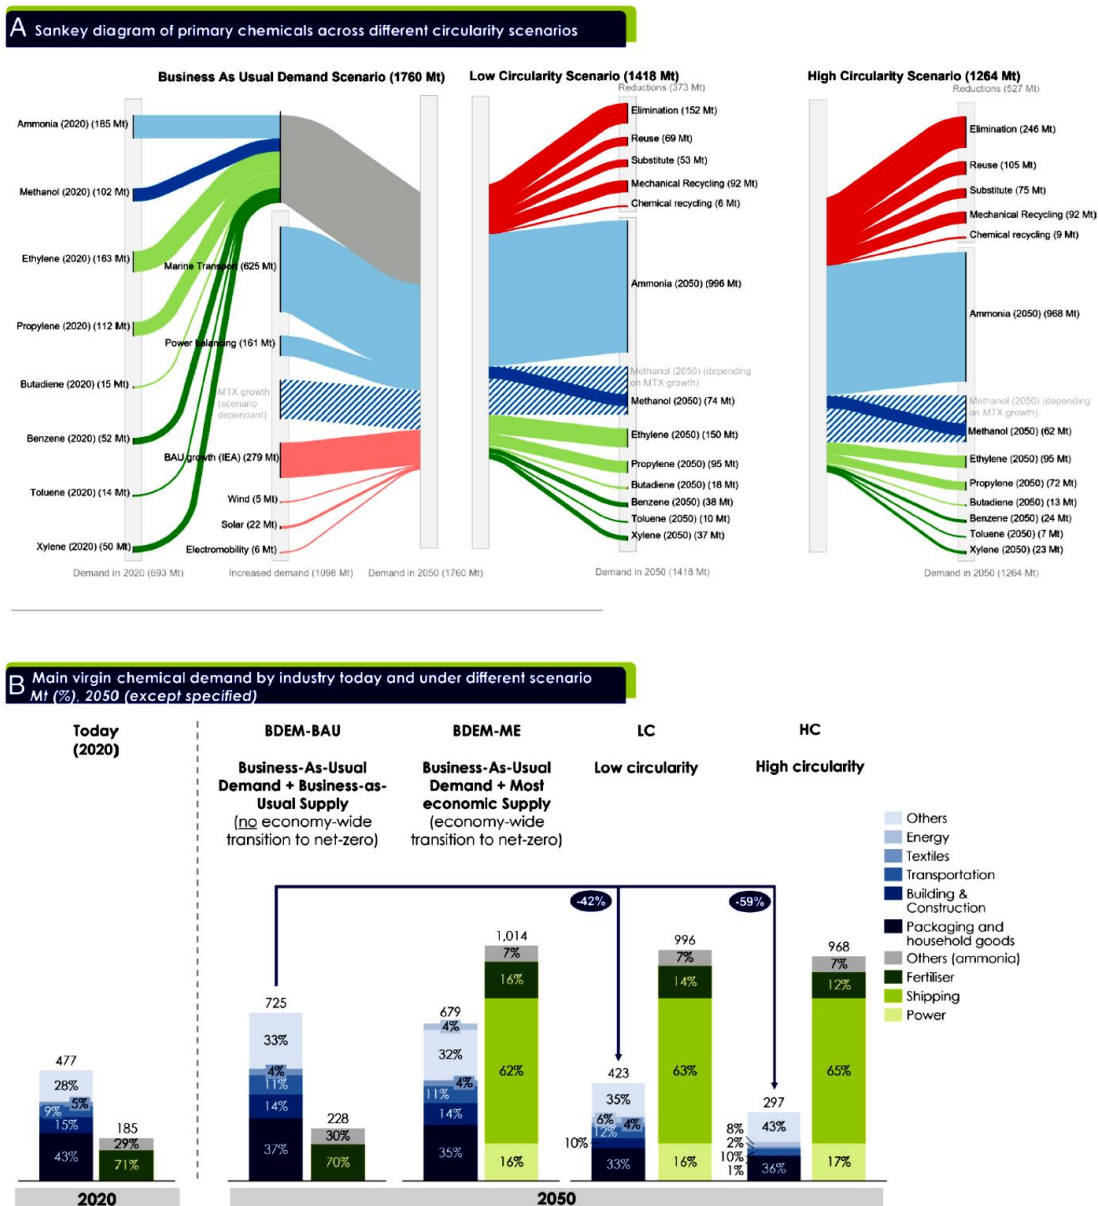 A Sankey diagram of primary chemicals across different circularity scenarios
Business As Usual Demand Scenario (1760 Mt)
Low Circularity Scenario (1418 Mt)
High Circularity Scenario (1264 Mt)
Reductions (373 Mt)
Reductions (527 Mt)
Ammonia (2020) (185 Mt)
Methanol (2020) (102 Mt)
Ethylene (2020) (163 Mt)
Propylene (2020) (112 Mt)
Butadiene (2020) (15 Mt)
Benzene (2020) (52 Mt)
Toluene (2020) (14 Mt)
Xylene (2020) (50 Mt)
Demand in 2020 (693 Mt)
Marine Transport (625 Mt)
Power balancing (161 Mt)
MTX growth
(scenario
dependant)
BAU growth (IEA) (279 Mt)
Wind (5 Mt)
Solar (22 Mt)
Electromobility (6 Mt)
Increased demand (1098 Mt)
Demand in 2050 (1760 Mt)
Elimination (152 Mt)
Reuse (69 Mt)
Substitute (53 Mt)
Mechanical Recycling (92 Mt)
Chemical recycling (6 Mt)
Ammonia (2050) (996 Mt)
Methanol (2050) (depending
on MTX growth)
Methanol (2050) (74 Mt)
Ethylene (2050) (150 Mt)
Propylene (2050) (95 Mt)
Butadiene (2050) (18 Mt)
Benzene (2050) (38 Mt)
Toluene (2050) (10 Mt)
Xylene (2050) (37 Mt)
Demand in 2050 (1418 Mt)
Elimination (246 Mt)
Reuse (105 Mt)
Substitute (75 Mt)
Mechanical Recycling (92 Mt)
Chemical recycling (9 Mt)
Ammonia (2050) (968 Mt)
Methanol (2050) (depending
on MTX growth)
Methanol (2050) (62 Mt)
Ethylene (2050) (95 Mt)
Propylene (2050) (72 Mt)
Butadiene (2050) (13 Mt)
Benzene (2050) (24 Mt)
Toluene (2050) (7 Mt)
Xylene (2050) (23 Mt)
Demand in 2050 (1264 Mt)
B Main virgin chemical demand by industry today and under different scenario
Mt (%), 2050 (except specified)
Today
(2020)
BDEM-BAU
Business-As-Usual
Demand + Business-as-
Usual Supply
(no economy-wide
transition to net-zero)
BDEM-ME
Business-As-Usual
Demand + Most
economic Supply
(economy-wide
transition to net-zero)
LC
Low circularity
HC
High circularity
Others
Energy
Textiles
Transportation
Building &
Construction
Packaging and
household goods
Others (ammonia)
Fertiliser
Shipping
Power
-42%
-59%
477
28%
5%
9%
15%
43%
185
29%
71%
725
33%
4%
11%
14%
37%
228
30%
70%
679
4%
32%
4%
11%
14%
35%
1,014
7%
16%
62%
16%
423
35%
6%
4%
12%
10%
33%
996
7%
14%
63%
16%
297
43%
8%
2%
10%
1%
36%
968
7%
12%
65%
17%
2020
2050